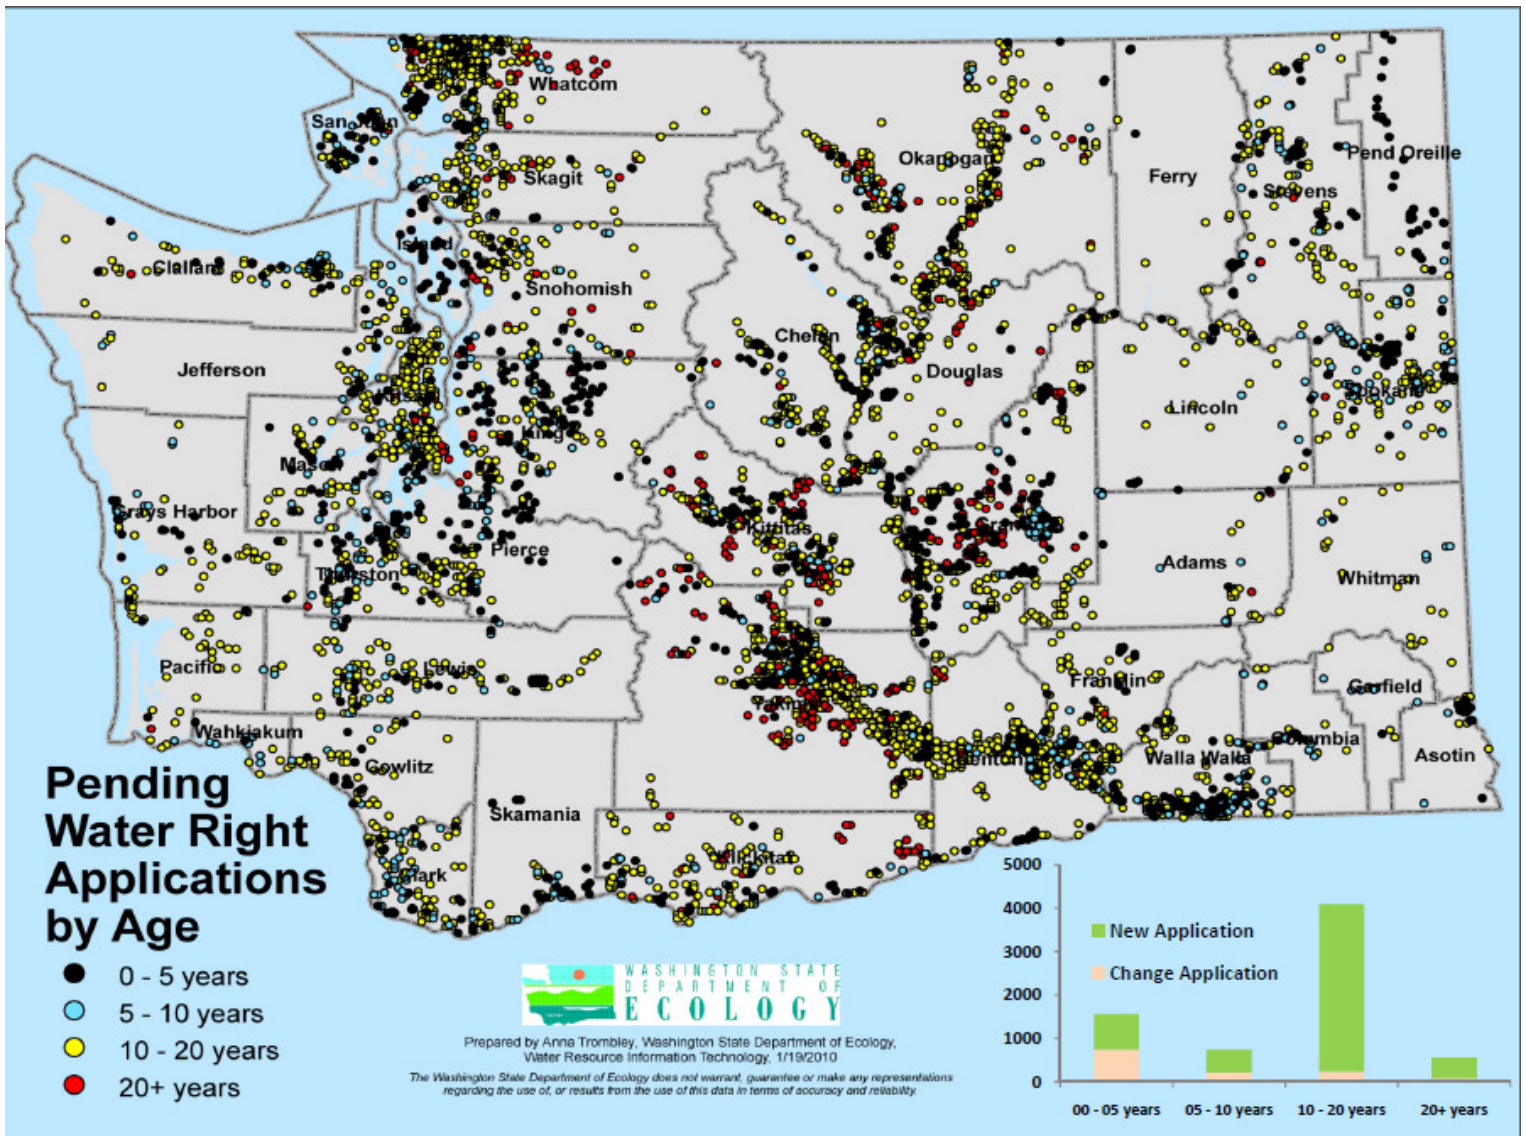 Whatcom
San Juan
Skagit
Okanogan
Ferry
Pend Oreille
Stevens
Island
Clallam
Snohomish
Chelan
Jefferson
Douglas
Kitsap
Lincoln
Spokane
King
Mason
Grays Harbor
Kittitas
Grant
Pierce
Thurston
Adams
Whitman
Pacific
Lewis
Franklin
Garfield
Yakima
Wahkiakum
Columbia
Cowlitz
Benton
Walla Walla
Asotin
Skamania
Klickitat
Clark
Pending
Water Right
Applications
by Age
0 - 5 years
5 - 10 years
10 - 20 years
20+ years
WASHINGTON STATE
DEPARTMENT OF
ECOLOGY
Prepared by Anna Trombley, Washington State Department of Ecology,
Water Resource Information Technology, 1/19/2010
The Washington State Department of Ecology does not warrant, guarantee or make any representations
regarding the use of, or results from the use of this data in terms of accuracy and reliability.
5000
4000
3000
2000
1000
0
New Application
Change Application
00 - 05 years 05 - 10 years 10 - 20 years 20+ years